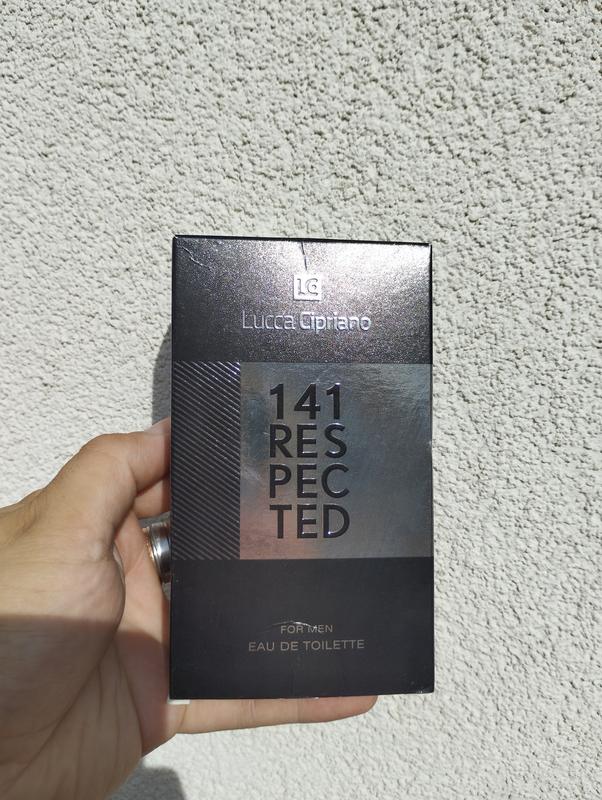 LC
Lucca Cipriano
141
RES
PEC
TED
FOR MEN
EAU DE TOILETTE